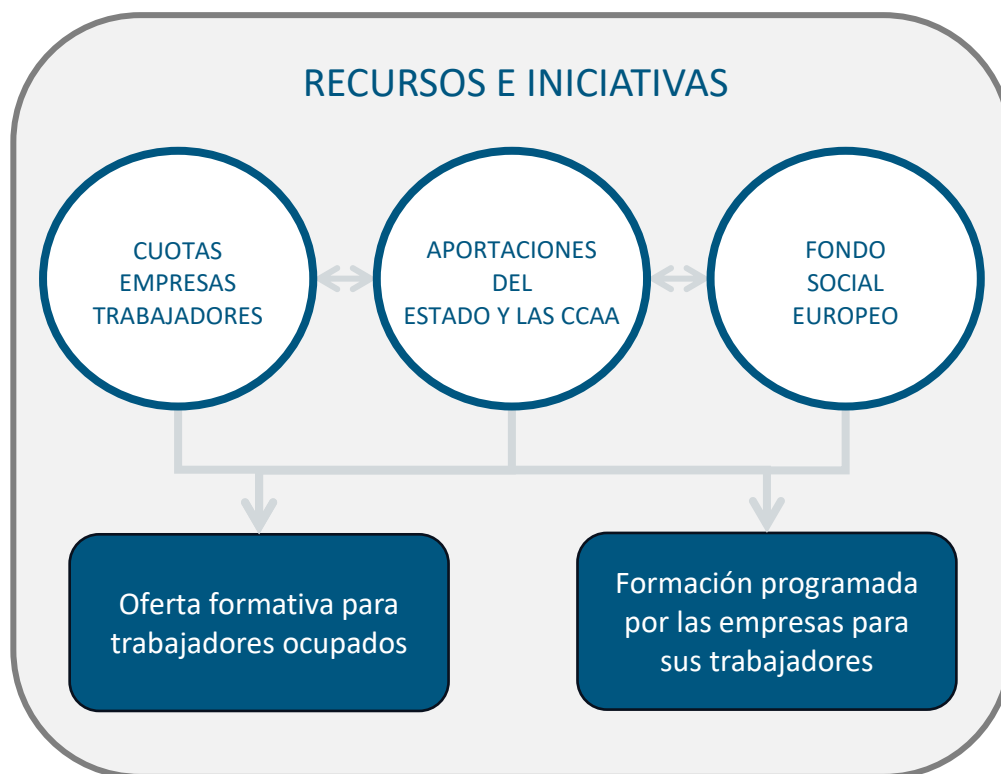 RECURSOS E INICIATIVAS
CUOTAS
EMPRESAS
TRABAJADORES
APORTACIONES
DEL
ESTADO Y LAS CCAA
FONDO
SOCIAL
EUROPEO
Oferta formativa para
trabajadores ocupados
Formación programada
por las empresas para
sus trabajadores